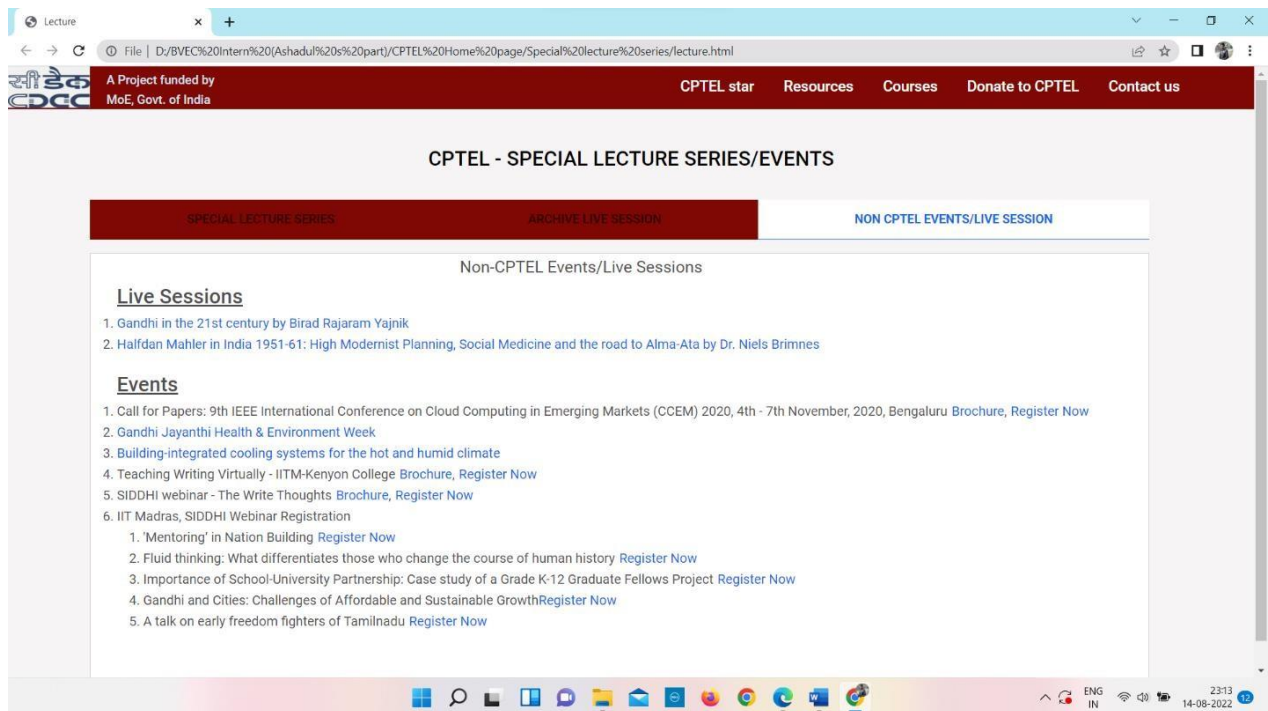 Lecture
File | D:/BVEC%20Intern%20(Ashadul%20s%20part)/CPTEL%20Home%20page/Special%20lecture%20series/lecture.html
सी डैक
CDAC
A Project funded by
MoE, Govt. of India
CPTEL star Resources Courses Donate to CPTEL Contact us
CPTEL - SPECIAL LECTURE SERIES/EVENTS
SPECIAL LECTURE SERIES ARCHIVE LIVE SESSION NON CPTEL EVENTS/LIVE SESSION
Non-CPTEL Events/Live Sessions
Live Sessions
1. Gandhi in the 21st century by Birad Rajaram Yajnik
2. Halfdan Mahler in India 1951-61: High Modernist Planning, Social Medicine and the road to Alma-Ata by Dr. Niels Brimnes
Events
1. Call for Papers: 9th IEEE International Conference on Cloud Computing in Emerging Markets (CCEM) 2020, 4th - 7th November, 2020, Bengaluru Brochure, Register Now
2. Gandhi Jayanthi Health & Environment Week
3. Building-integrated cooling systems for the hot and humid climate
4. Teaching Writing Virtually - IITM-Kenyon College Brochure, Register Now
5. SIDDHI webinar - The Write Thoughts Brochure, Register Now
6. IIT Madras, SIDDHI Webinar Registration
1. 'Mentoring' in Nation Building Register Now
2. Fluid thinking: What differentiates those who change the course of human history Register Now
3. Importance of School-University Partnership: Case study of a Grade K-12 Graduate Fellows Project Register Now
4. Gandhi and Cities: Challenges of Affordable and Sustainable GrowthRegister Now
5. A talk on early freedom fighters of Tamilnadu Register Now
ENG
IN
23:13
14-08-2022
12